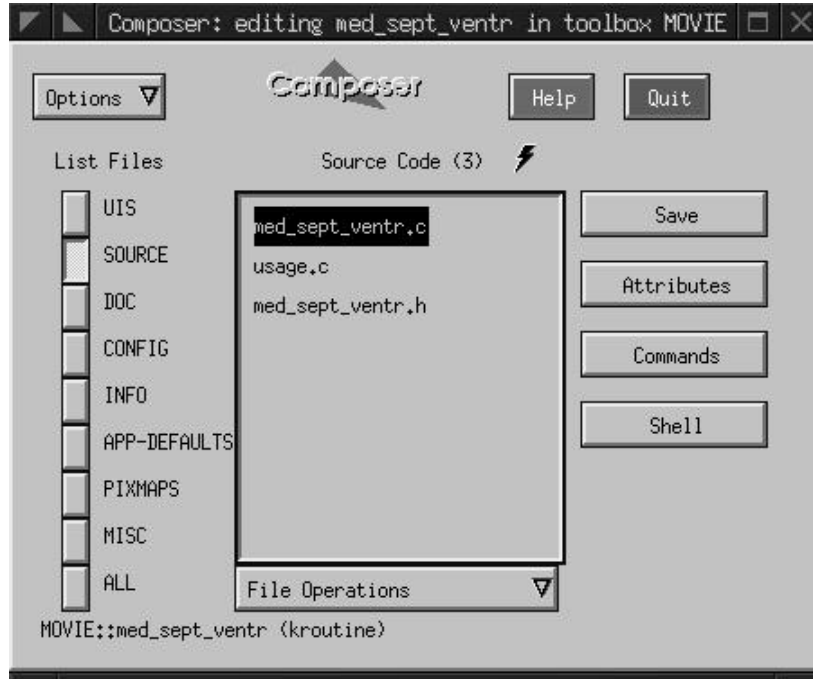 Composer: editing med_sept_ventr in toolbox MOVIE
Options
Composer
Help
Quit
List Files
Source Code (3)
UIS
SOURCE
DOC
CONFIG
INFO
APP-DEFAULTS
PIXMAPS
MISC
ALL
med_sept_ventr.c
usage.c
med_sept_ventr.h
File Operations
Save
Attributes
Commands
Shell
MOVIE::med_sept_ventr (kroutine)